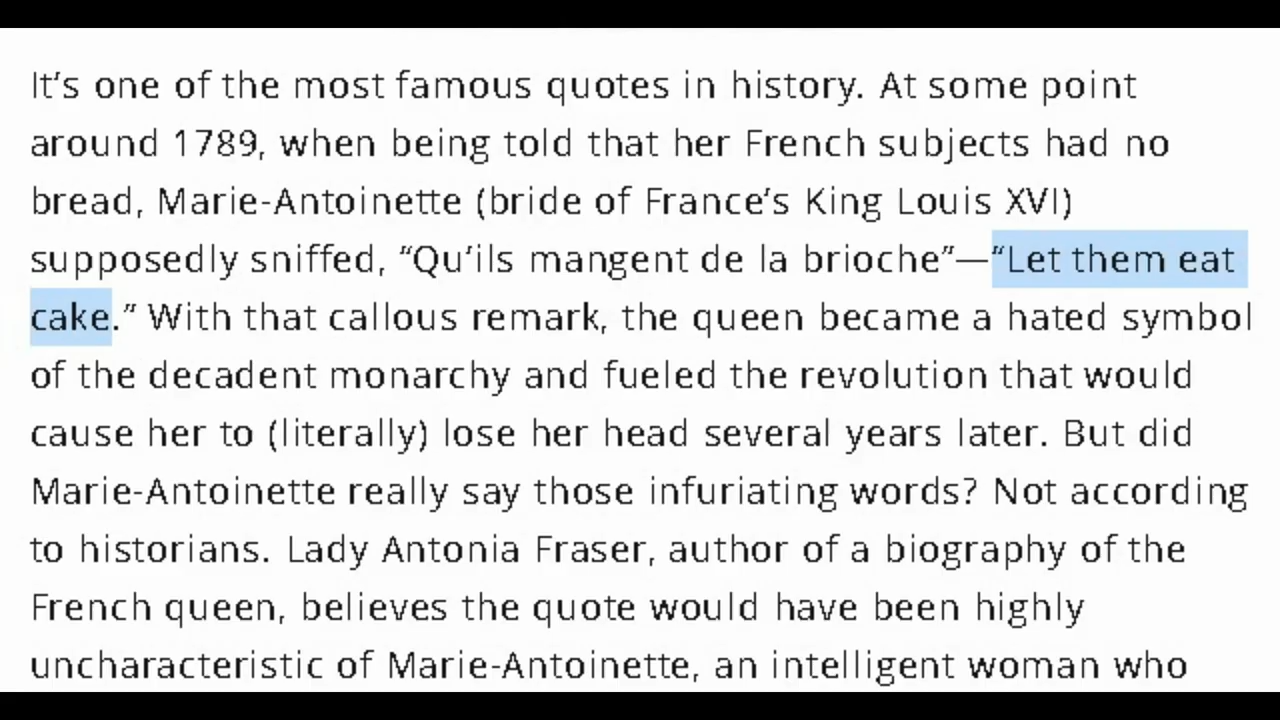 It’s one of the most famous quotes in history. At some point
around 1789, when being told that her French subjects had no
bread, Marie-Antoinette (bride of France’s King Louis XVI)
supposedly sniffed, “Qu’ils mangent de la brioche”—“Let them eat
cake.” With that callous remark, the queen became a hated symbol
of the decadent monarchy and fueled the revolution that would
cause her to (literally) lose her head several years later. But did
Marie-Antoinette really say those infuriating words? Not according
to historians. Lady Antonia Fraser, author of a biography of the
French queen, believes the quote would have been highly
uncharacteristic of Marie-Antoinette, an intelligent woman who